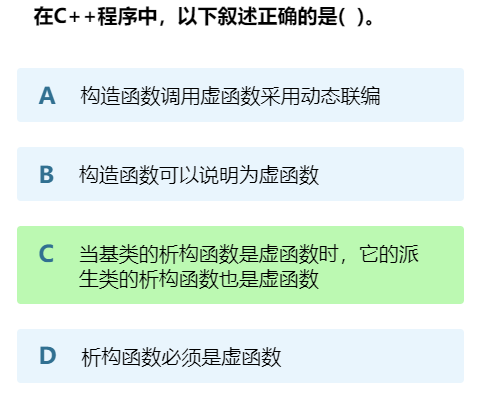 在C++程序中，以下叙述正确的是( )。
A 构造函数调用虚函数采用动态联编
B 构造函数可以说明为虚函数
C 当基类的析构函数是虚函数时，它的派
生类的析构函数也是虚函数
D 析构函数必须是虚函数